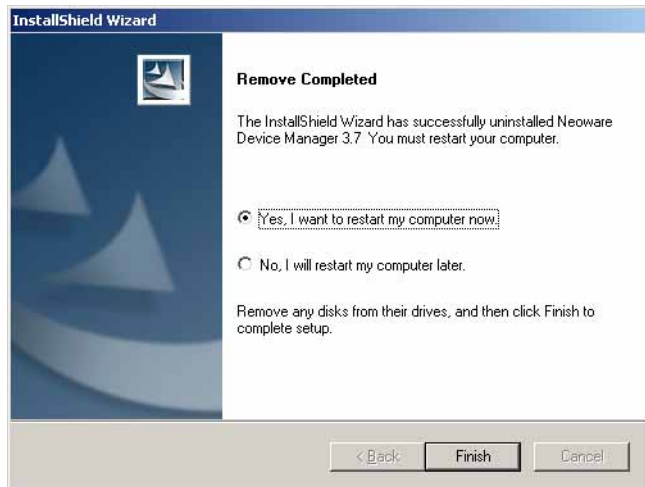 InstallShield Wizard
Remove Completed
The InstallShield Wizard has successfully uninstalled Neoware
Device Manager 3.7 You must restart your computer.
Yes, I want to restart my computer now.
No, I will restart my computer later.
Remove any disks from their drives, and then click Finish to
complete setup.
< Back
Finish
Cancel